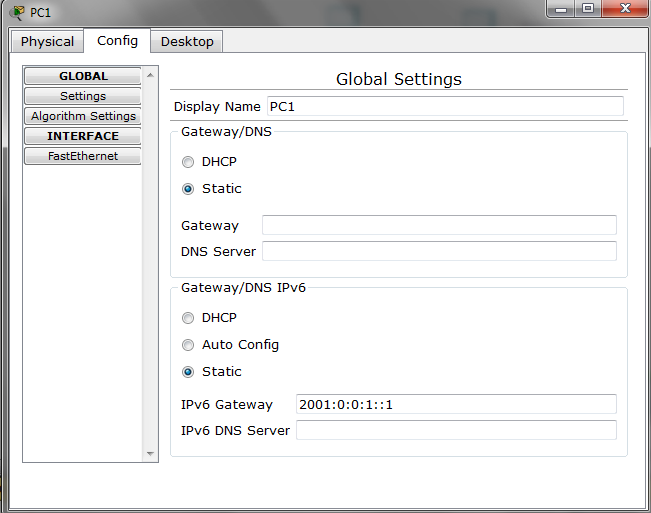 PC1
Physical Config Desktop
GLOBAL
Settings
Algorithm Settings
INTERFACE
FastEthernet
Global Settings
Display Name PC1
Gateway/DNS
DHCP
Static
Gateway
DNS Server
Gateway/DNS IPv6
DHCP
Auto Config
Static
IPv6 Gateway 2001:0:0:1::1
IPv6 DNS Server